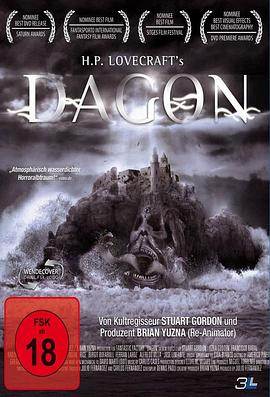 NOMINEE
BEST DVD RELEASE
SATURN AWARDS
NOMINEE
BEST FILM
FANTASPORTO INTERNATIONAL
FANTASY FILM AWARDS
NOMINEE
BEST FILM
SITGES FILM FESTIVAL
NOMINEE
BEST VISUAL EFFECTS
BEST CINEMATOGRAPHY
DVD PREMIERE AWARDS
H.P. LOVECRAFT's
DAGON
„Atmosphärisch wasserdichter
Horroralbtraum!"
WENDECOVER
FSK
ab
18
Von Kultregisseur STUART GORDON und
Produzent BRIAN YUZNA (Re-Animator)
3L